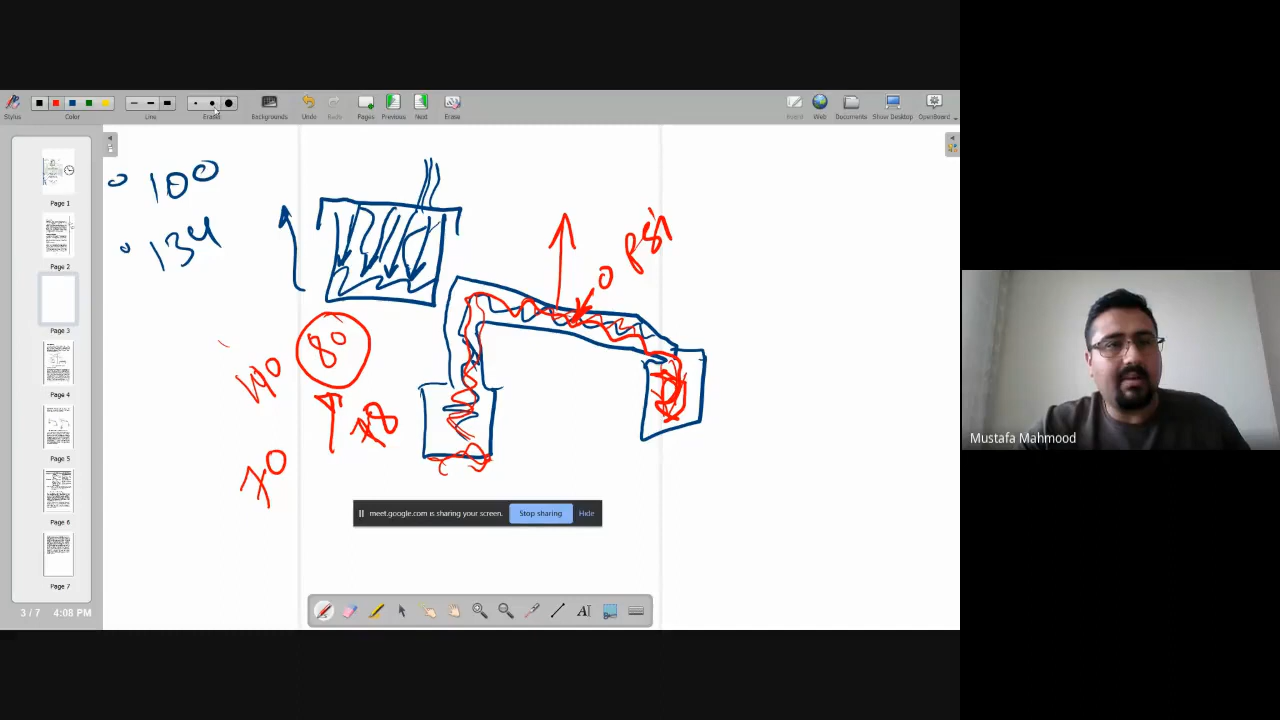 Stylus
Color
Line
Eraser
Backgrounds
Undo
Redo
Pages
Previous
Next
Erase
Board
Web
Documents
Show Desktop
OpenBoard
Page 1
Page 2
Page 3
Page 4
Page 5
Page 6
Page 7
3 / 7 4:08 PM
100
134
0 psi
80
190
78
70
meet.google.com is sharing your screen. Stop sharing Hide
Mustafa Mahmood